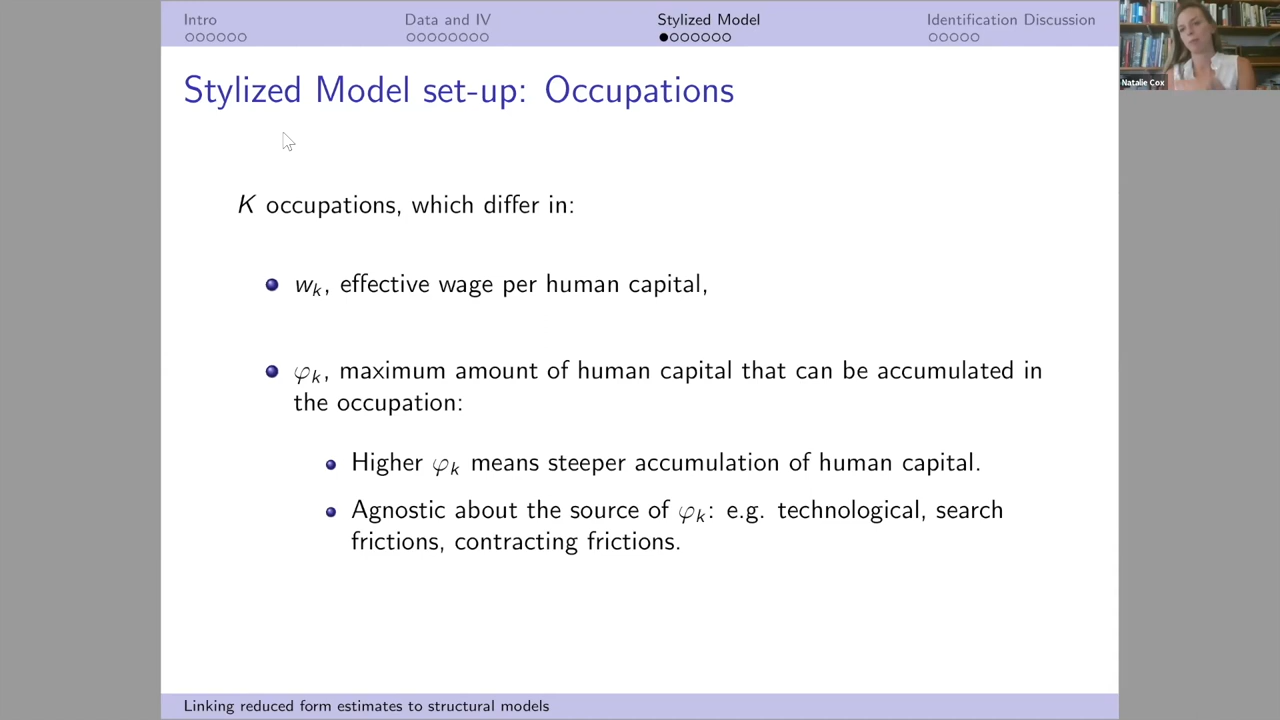 Intro
Data and IV
Stylized Model
Identification Discussion
Natalie Cox
Stylized Model set-up: Occupations
K occupations, which differ in:
w_k, effective wage per human capital,
φ_k, maximum amount of human capital that can be accumulated in
the occupation:
Higher φ_k means steeper accumulation of human capital.
Agnostic about the source of φ_k: e.g. technological, search
frictions, contracting frictions.
Linking reduced form estimates to structural models